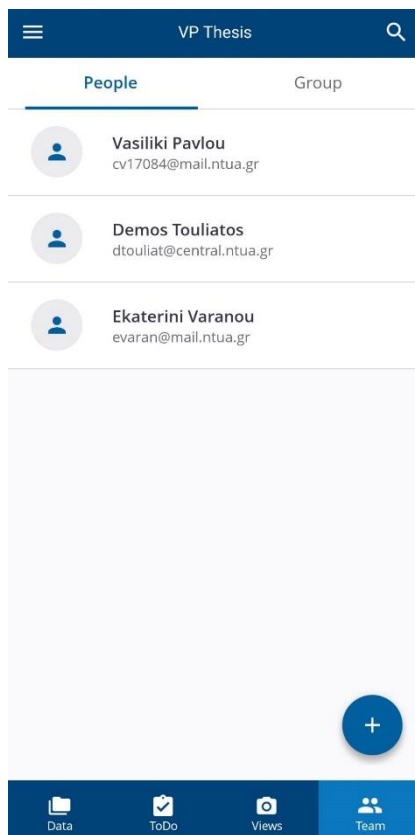 VP Thesis
People
Group
Vasiliki Pavlou
cv17084@mail.ntua.gr
Demos Touliatos
dtouliat@central.ntua.gr
Ekaterini Varanou
evaran@mail.ntua.gr
+
Data
ToDo
Views
Team